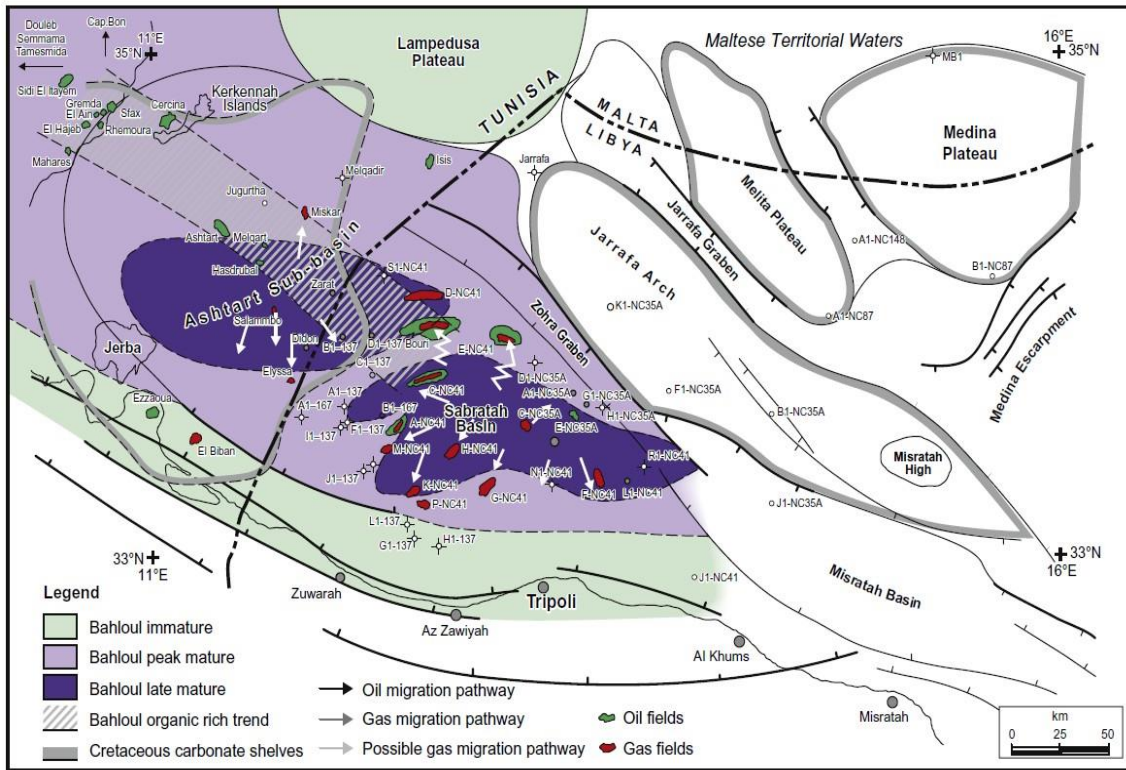 Douleb
Semmama
Tamesmida
Cap.Bon
11°E
35°N
Lampedusa
Plateau
Maltese Territorial Waters
16°E
35°N
MB1
Sidi El Itayem
Gremda
El Ain
Sfax
Cercina
Kerkennah
Islands
El Hajeb
Rhemoura
Mahares
TUNISIA
MALTA
LIBYA
Medina
Plateau
Isis
Jarrafa
Melqadir
Jugurtha
Miskar
Melita Plateau
Jarrafa Graben
Jarrafa Arch
A1-NC148
B1-NC87
Ashtart
Melqart
Hasdrubal
Ashtart Sub-basin
S1-NC41
Zarat
D-NC41
K1-NC35A
A1-NC87
Zohra Graben
Medina Escarpment
Salammbo
Didon
B1–137
D1–137
Bouri
E-NC41
C1–137
Jerba
Elyssa
D1-NC35A
C-NC41
A1-NC35A
G1-NC35A
F1-NC35A
A1–137
A1–167
B1–167
Sabratah
Basin
C-NC35A
H1-NC35A
B1-NC35A
Ezzaoua
I1–137
F1–137
A-NC41
E-NC35A
El Biban
M-NC41
H-NC41
R1-NC41
Misratah
High
J1–137
K-NC41
N1-NC41
G-NC41
F-NC41
L1-NC41
P-NC41
J1-NC35A
L1-137
G1-137
H1-137
33°N
11°E
33°N
16°E
J1-NC41
Misratah Basin
Zuwarah
Tripoli
Az Zawiyah
Al Khums
Misratah
Legend
Bahloul immature
Bahloul peak mature
Bahloul late mature
Bahloul organic rich trend
Cretaceous carbonate shelves
Oil migration pathway
Gas migration pathway
Possible gas migration pathway
Oil fields
Gas fields
km
0 25 50